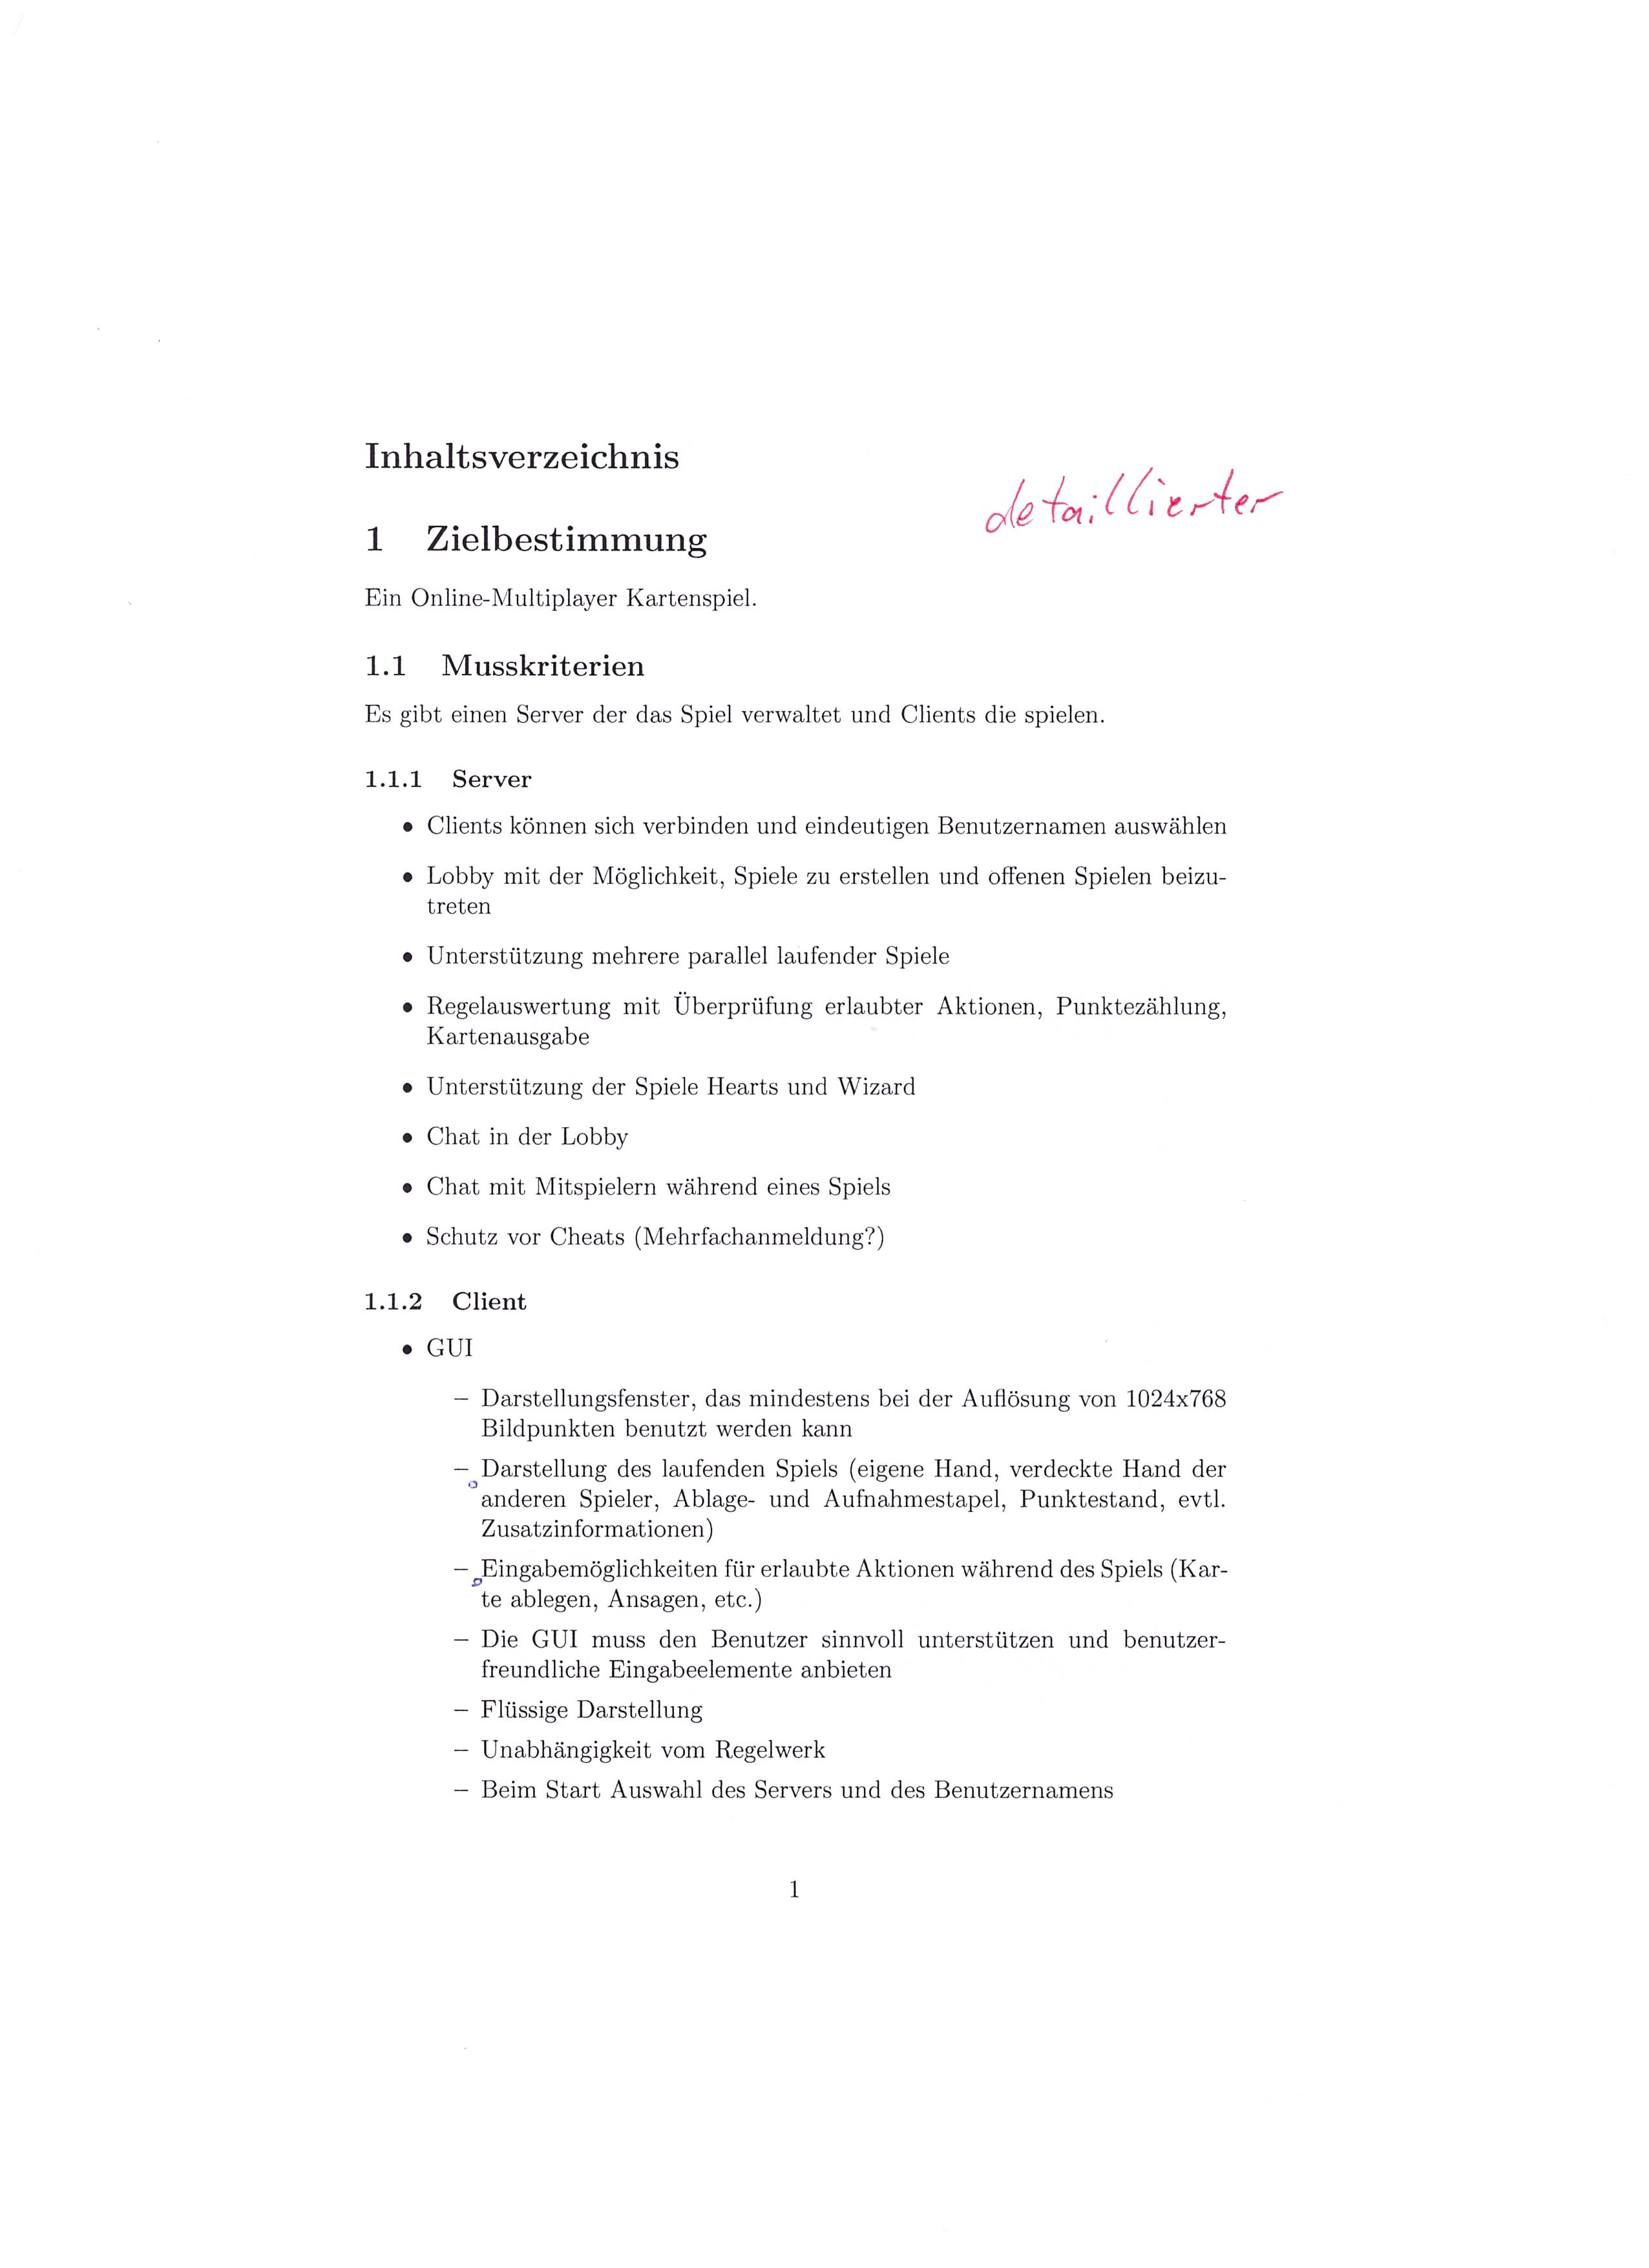 Inhaltsverzeichnis
detaillierter
1 Zielbestimmung
Ein Online-Multiplayer Kartenspiel.
1.1 Musskriterien
Es gibt einen Server der das Spiel verwaltet und Clients die spielen.
1.1.1 Server
• Clients können sich verbinden und eindeutigen Benutzernamen auswählen
• Lobby mit der Möglichkeit, Spiele zu erstellen und offenen Spielen beizu-
treten
• Unterstützung mehrere parallel laufender Spiele
• Regelauswertung mit Überprüfung erlaubter Aktionen, Punktezählung,
Kartenausgabe
• Unterstützung der Spiele Hearts und Wizard
• Chat in der Lobby
• Chat mit Mitspielern während eines Spiels
• Schutz vor Cheats (Mehrfachanmeldung?)
1.1.2 Client
• GUI
– Darstellungsfenster, das mindestens bei der Auflösung von 1024x768
Bildpunkten benutzt werden kann
– Darstellung des laufenden Spiels (eigene Hand, verdeckte Hand der
anderen Spieler, Ablage- und Aufnahmestapel, Punktestand, evtl.
Zusatzinformationen)
– Eingabemöglichkeiten für erlaubte Aktionen während des Spiels (Kar-
te ablegen, Ansagen, etc.)
– Die GUI muss den Benutzer sinnvoll unterstützen und benutzer-
freundliche Eingabeelemente anbieten
– Flüssige Darstellung
– Unabhängigkeit vom Regelwerk
– Beim Start Auswahl des Servers und des Benutzernamens
1